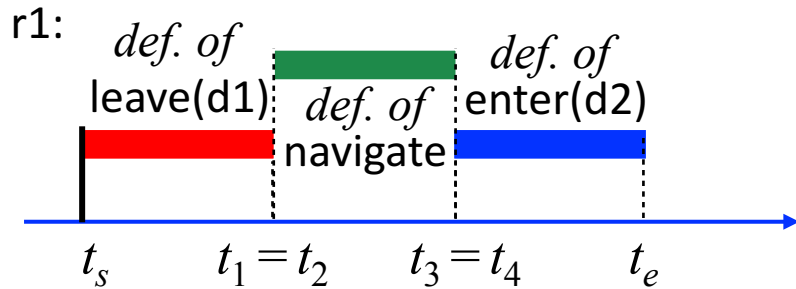 r1:
def. of
leave(d1)
def. of
navigate
def. of
enter(d2)
t_s
t_1 = t_2
t_3 = t_4
t_e